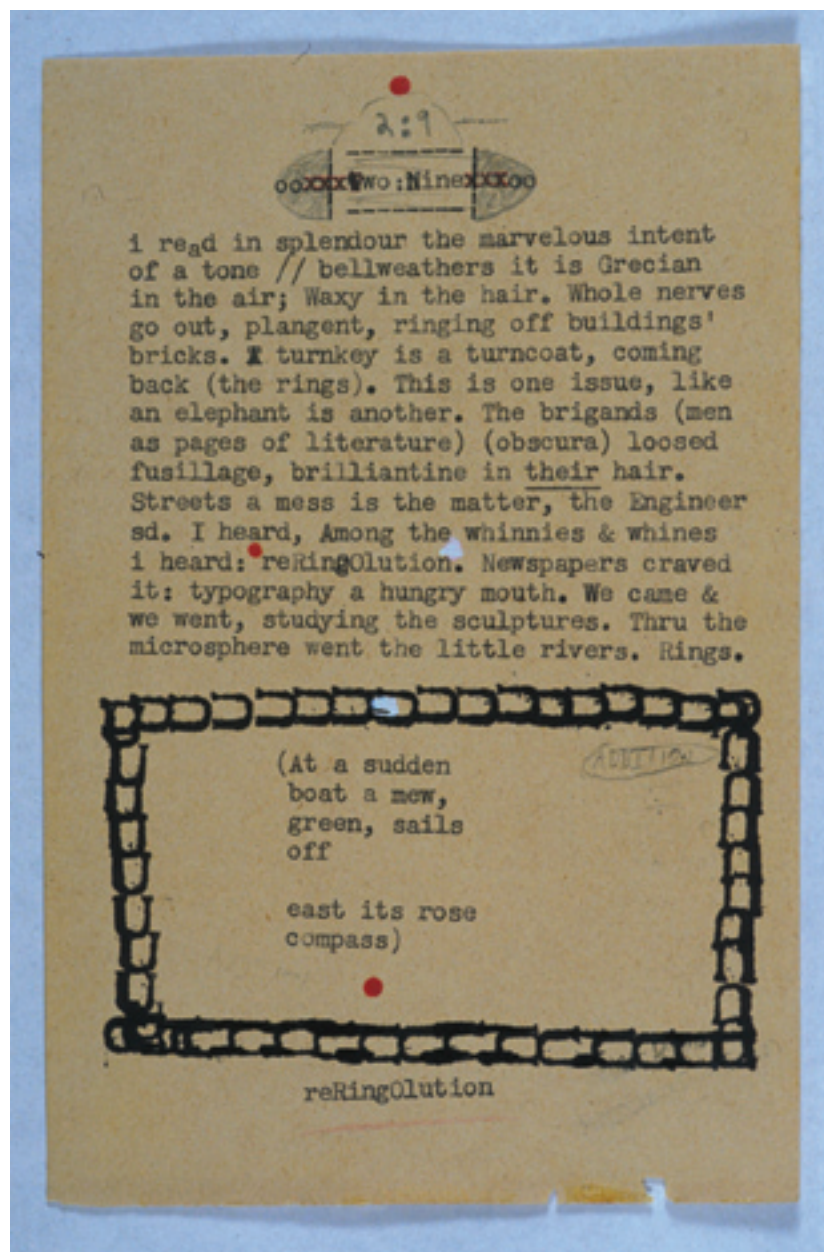 2:9
ooxxxTwo:Ninexxxoo
i read in splendour the marvelous intent
of a tone // bellweathers it is Grecian
in the air; Waxy in the hair. Whole nerves
go out, plangent, ringing off buildings'
bricks. A turnkey is a turncoat, coming
back (the rings). This is one issue, like
an elephant is another. The brigands (men
as pages of literature) (obscura) loosed
fusillage, brilliantine in their hair.
Streets a mess is the matter, the Engineer
sd. I heard, Among the whinnies & whines
i heard: reRingOlution. Newspapers craved
it: typography a hungry mouth. We came &
we went, studying the sculptures. Thru the
microsphere went the little rivers. Rings.
ADDITION
(At a sudden
boat a mew,
green, sails
off
east its rose
compass)
reRingOlution